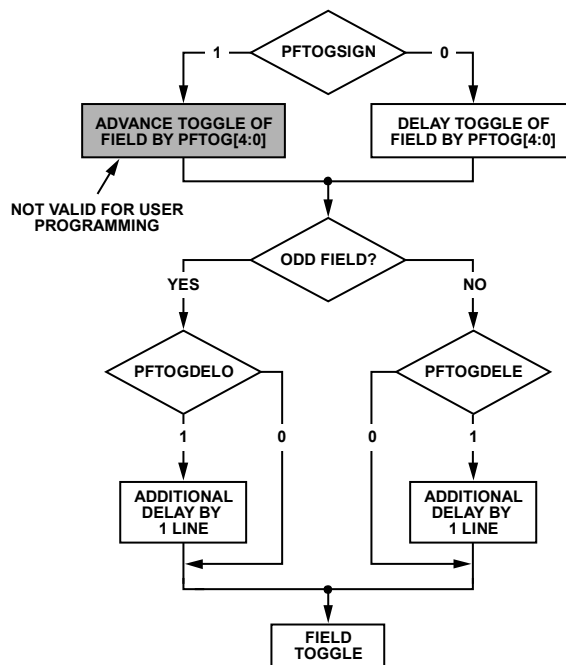 PFTOGSIGN
1
0
ADVANCE TOGGLE OF
FIELD BY PFTOG[4:0]
DELAY TOGGLE OF
FIELD BY PFTOG[4:0]
NOT VALID FOR USER
PROGRAMMING
ODD FIELD?
YES
NO
PFTOGDELO
PFTOGDELE
1
0
0
1
ADDITIONAL
DELAY BY
1 LINE
ADDITIONAL
DELAY BY
1 LINE
FIELD
TOGGLE